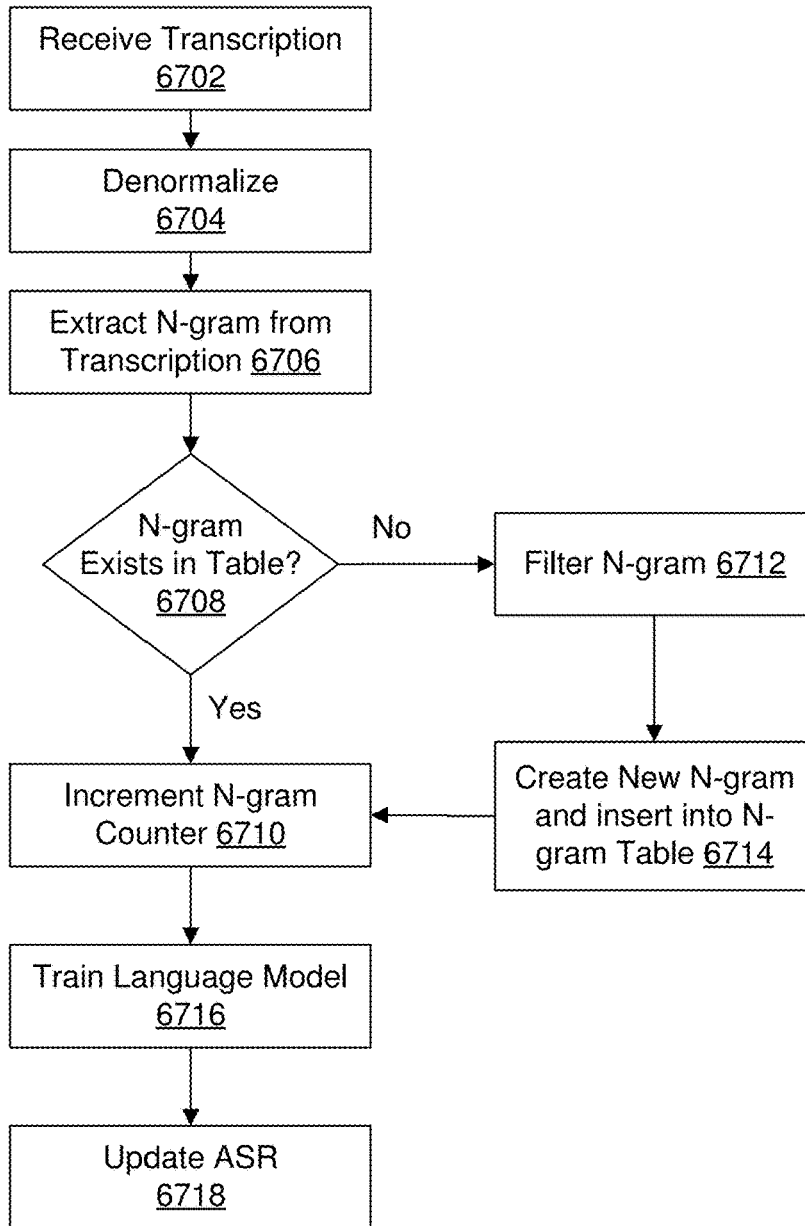 Receive Transcription
6702
Denormalize
6704
Extract N-gram from
Transcription 6706
N-gram
Exists in Table?
6708
No
Filter N-gram 6712
Yes
Increment N-gram
Counter 6710
Create New N-gram
and insert into N-
gram Table 6714
Train Language Model
6716
Update ASR
6718